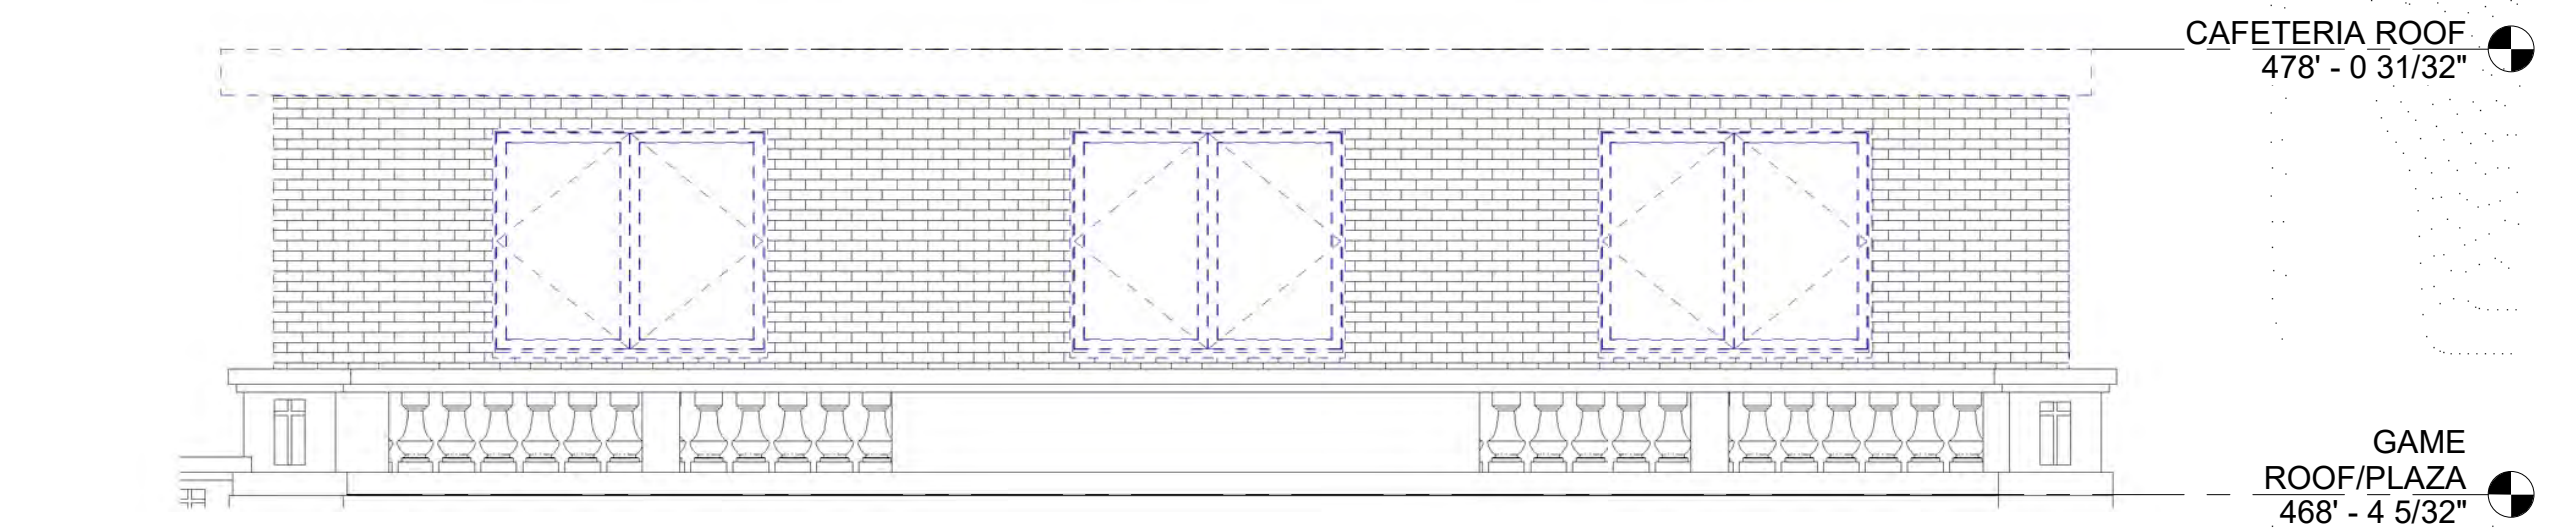 CAFETERIA ROOF
478' - 0 31/32"
GAME
ROOF/PLAZA
468' - 4 5/32"